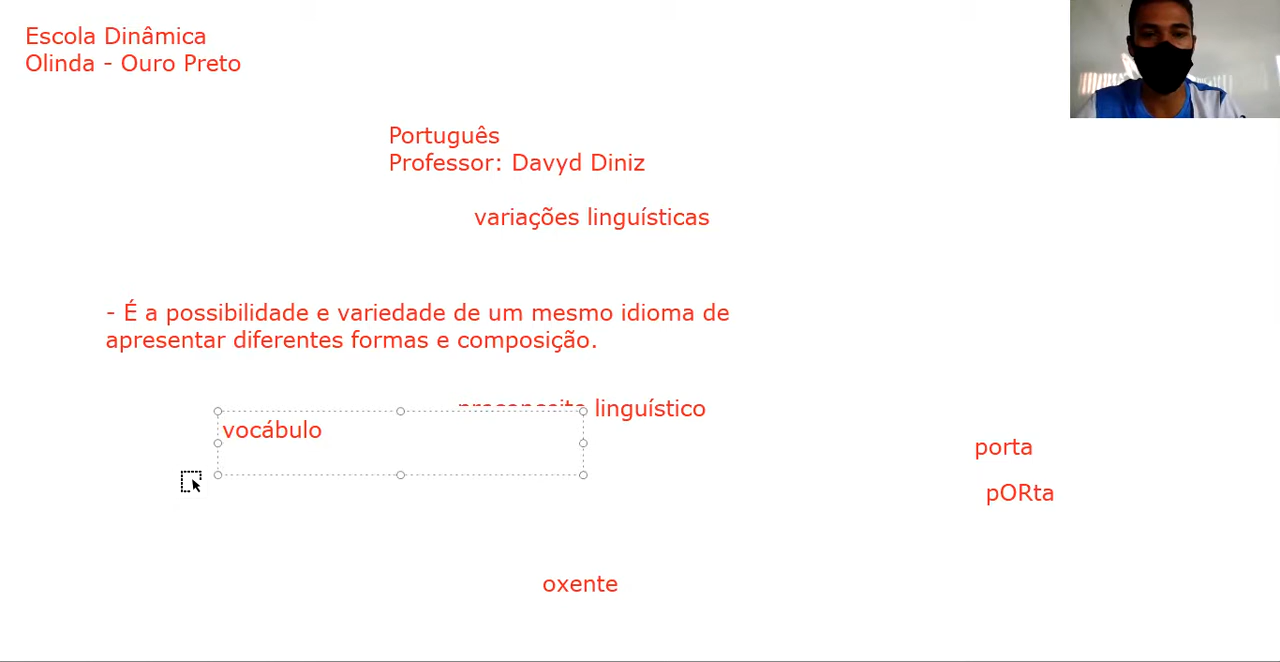 Escola Dinâmica
Olinda - Ouro Preto
Português
Professor: Davyd Diniz
variações linguísticas
- É a possibilidade e variedade de um mesmo idioma de
apresentar diferentes formas e composição.
preconceito linguístico
vocábulo
porta
pORta
oxente